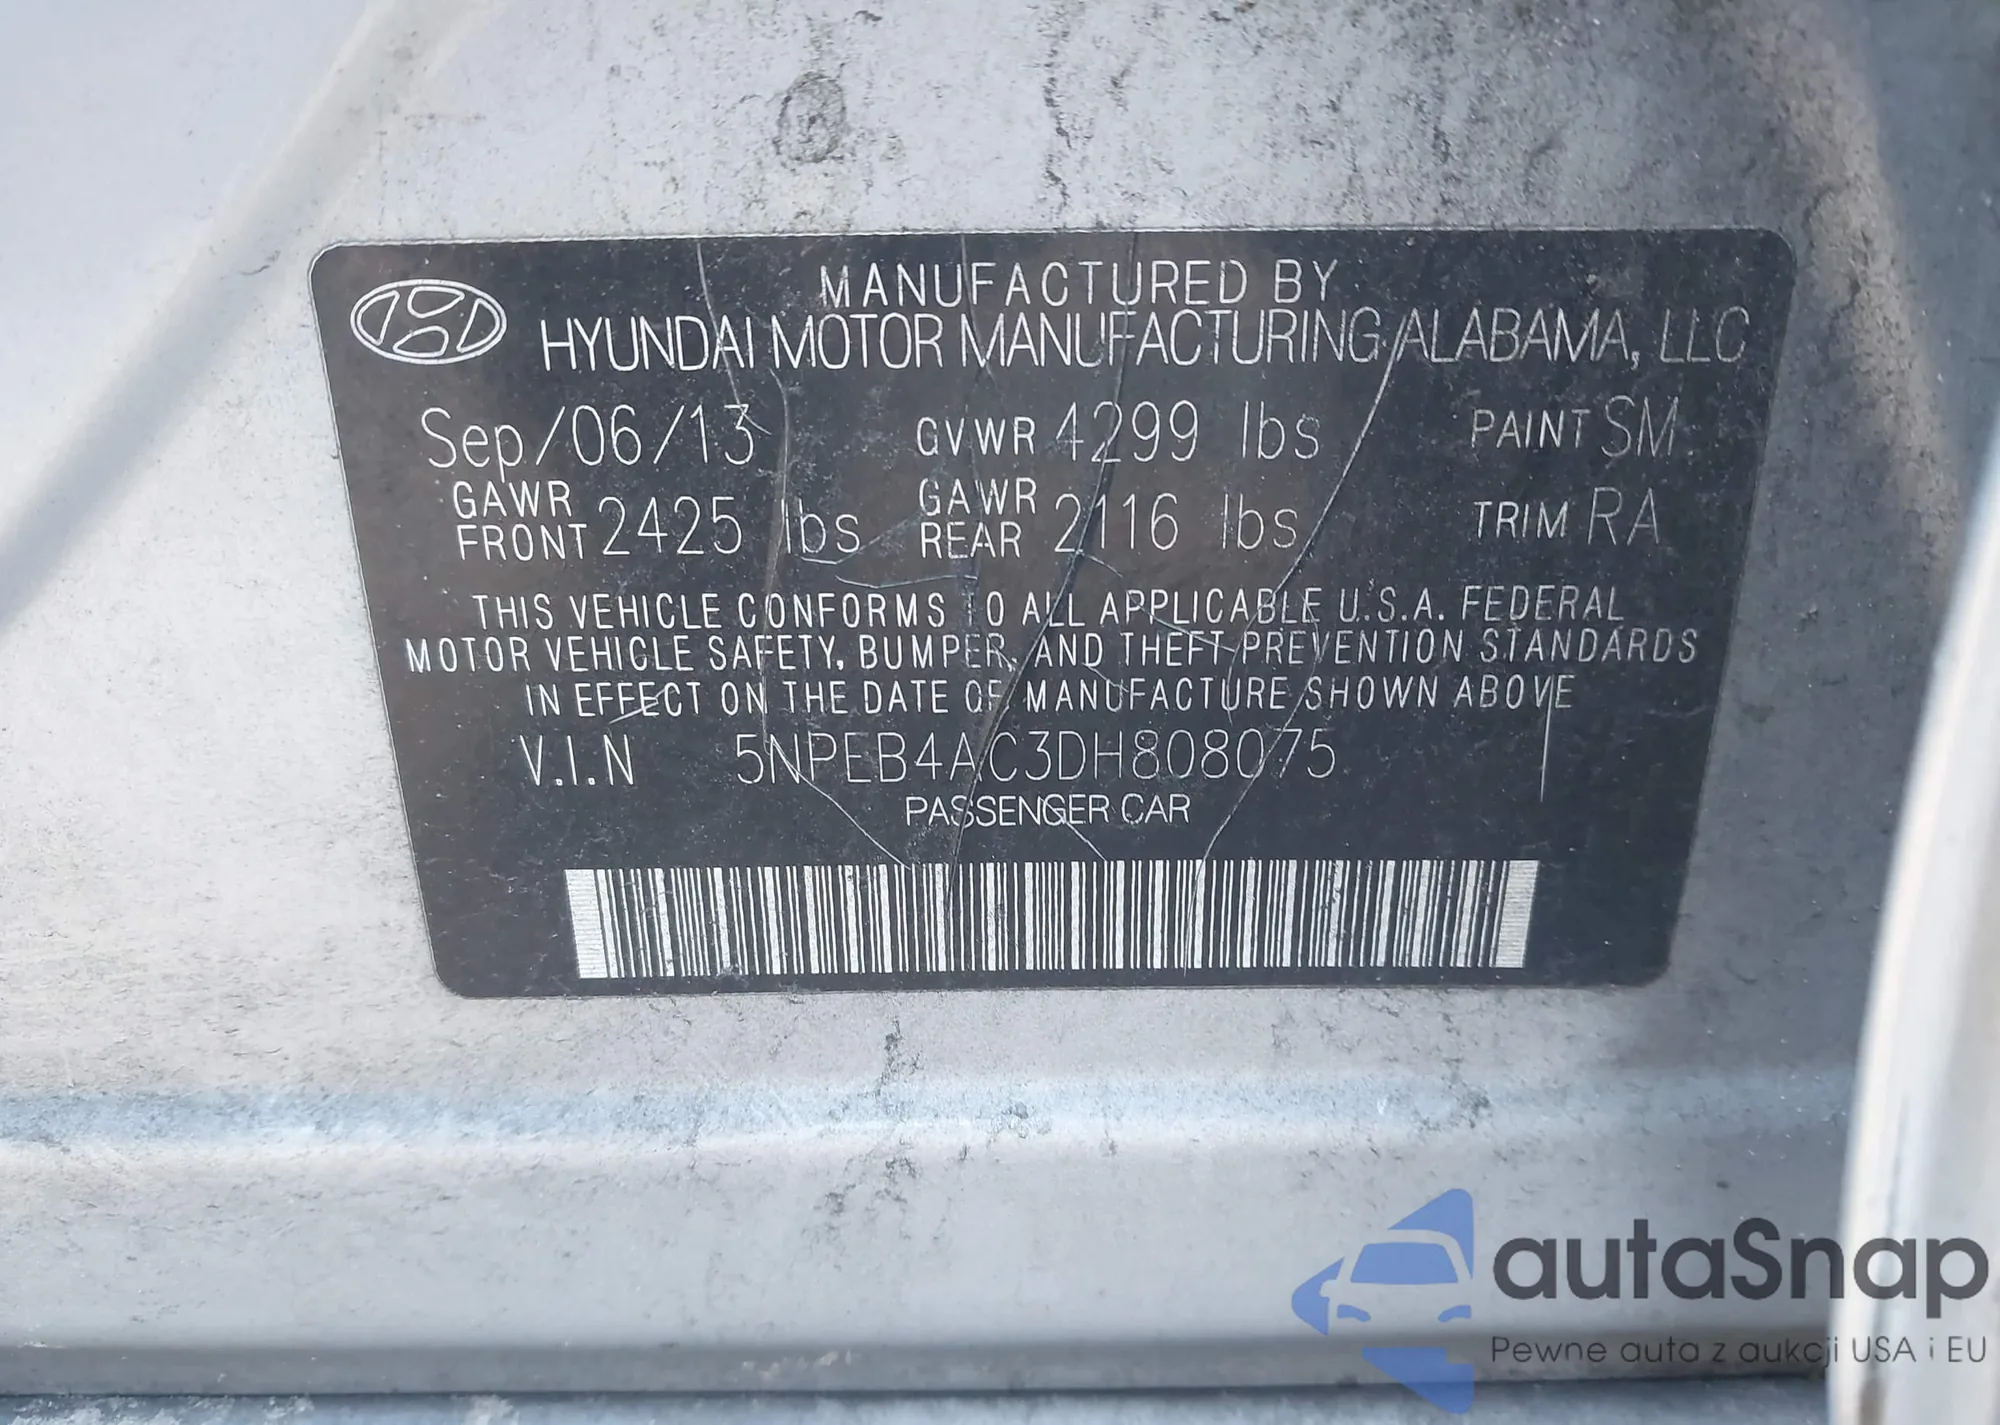 MANUFACTURED BY
HYUNDAI MOTOR MANUFACTURING ALABAMA, LLC
Sep/06/13 GVWR 4299 lbs PAINT SM
GAWR FRONT 2425 lbs GAWR REAR 2116 lbs TRIM RA
THIS VEHICLE CONFORMS TO ALL APPLICABLE U.S.A. FEDERAL
MOTOR VEHICLE SAFETY, BUMPER, AND THEFT PREVENTION STANDARDS
IN EFFECT ON THE DATE OF MANUFACTURE SHOWN ABOVE
V.I.N 5NPEB4AC3DH808075
PASSENGER CAR
autaSnap
Pewne auta z aukcji USA i EU